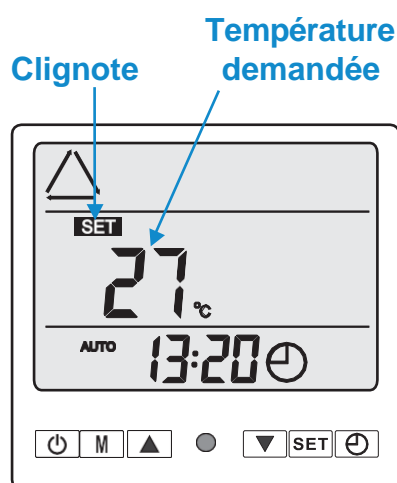 Température
Clignote demandée
SET
27 °C
AUTO 13:20
M SET